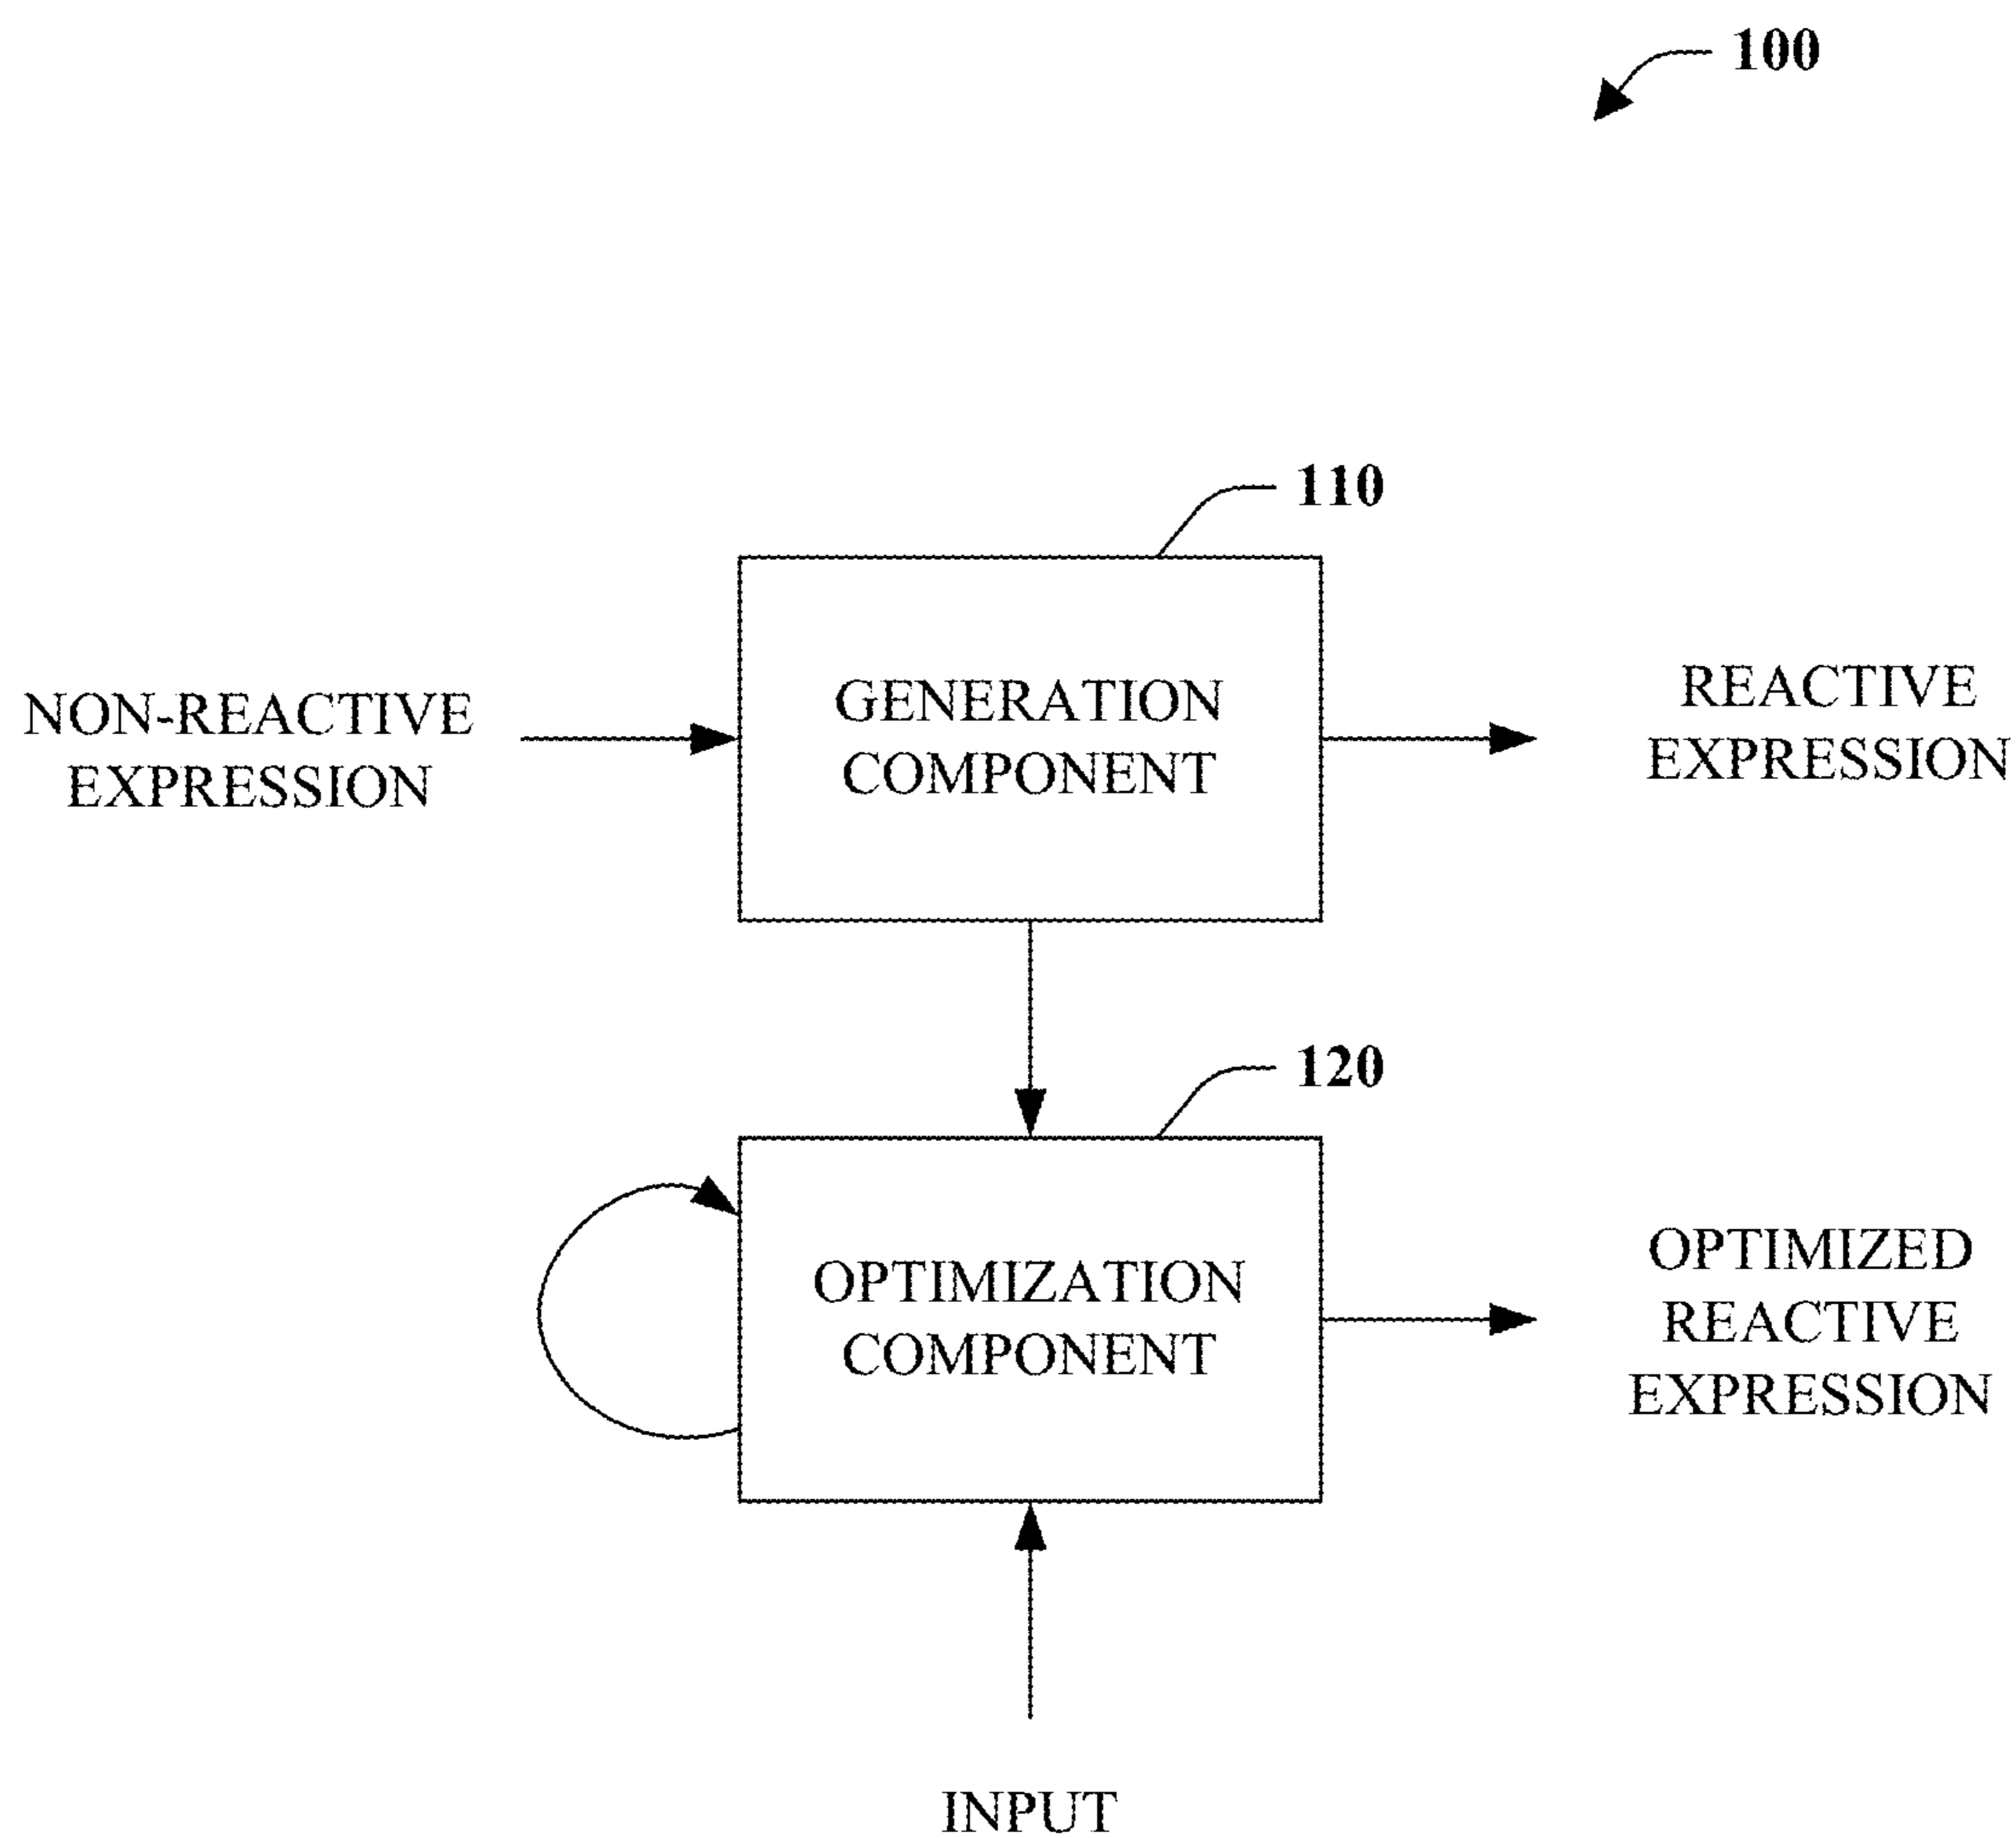 100
110
NON-REACTIVE
EXPRESSION
GENERATION
COMPONENT
REACTIVE
EXPRESSION
120
OPTIMIZATION
COMPONENT
OPTIMIZED
REACTIVE
EXPRESSION
INPUT